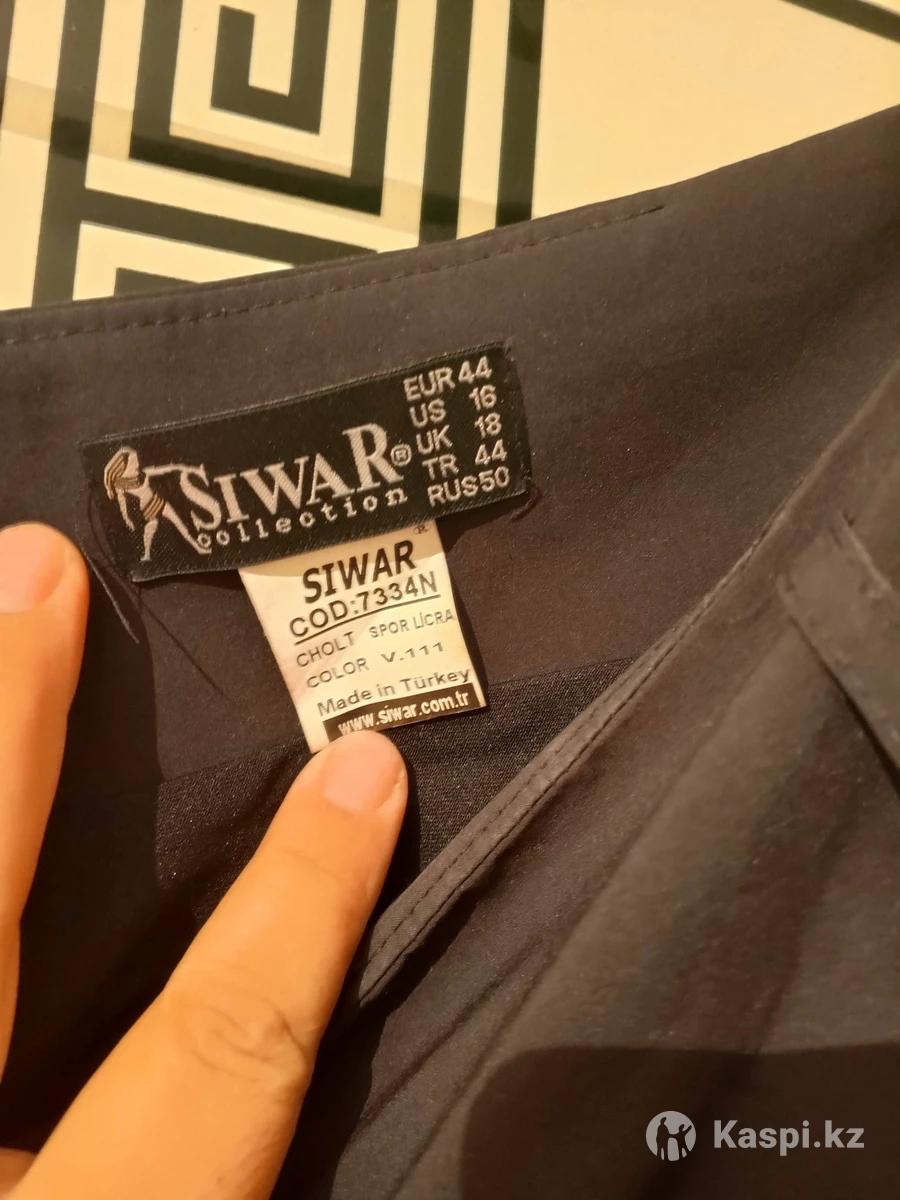 SIWAR®
collection
EUR 44
US 16
UK 18
TR 44
RUS 50
SIWAR®
COD:7334N
CHOLT SPOR LİCRA
COLOR V.111
Made in Türkey
www.siwar.com.tr
Kaspi.kz